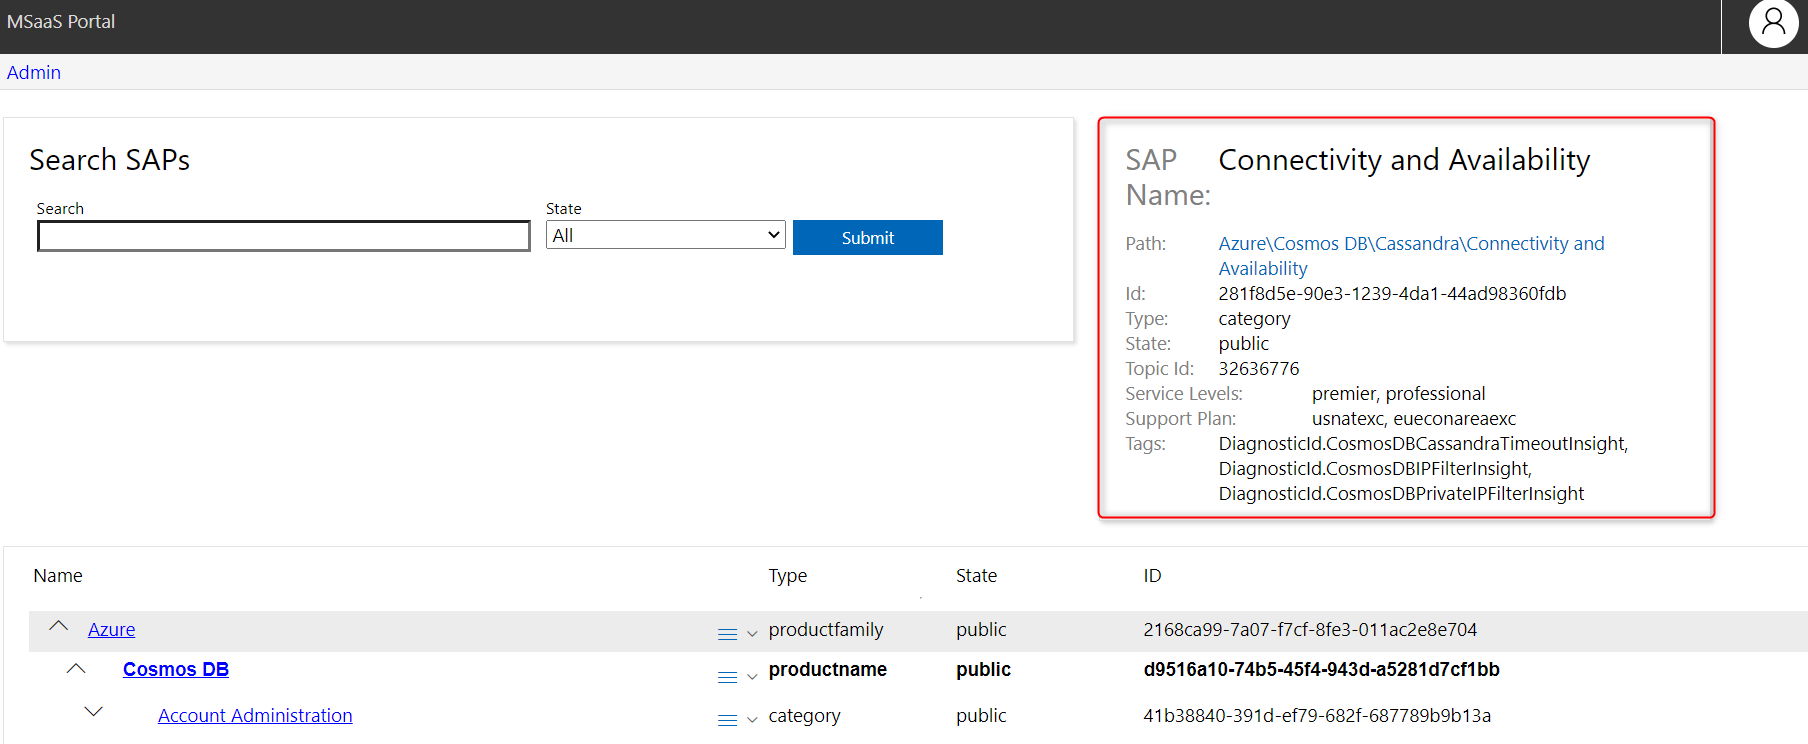 MSaaS Portal
Admin
Search SAPs
Search
State
All
Submit
SAP Name: Connectivity and Availability
Path: Azure\Cosmos DB\Cassandra\Connectivity and
Availability
Id: 281f8d5e-90e3-1239-4da1-44ad98360fdb
Type: category
State: public
Topic Id: 32636776
Service Levels: premier, professional
Support Plan: usnatexc, eueconareaexc
Tags: DiagnosticId.CosmosDBCassandraTimeoutInsight,
DiagnosticId.CosmosDBIPFilterInsight,
DiagnosticId.CosmosDBPrivateIPFilterInsight
Name Type State ID
Azure productfamily public 2168ca99-7a07-f7cf-8fe3-011ac2e8e704
Cosmos DB productname public d9516a10-74b5-45f4-943d-a5281d7cf1bb
Account Administration category public 41b38840-391d-ef79-682f-687789b9b13a